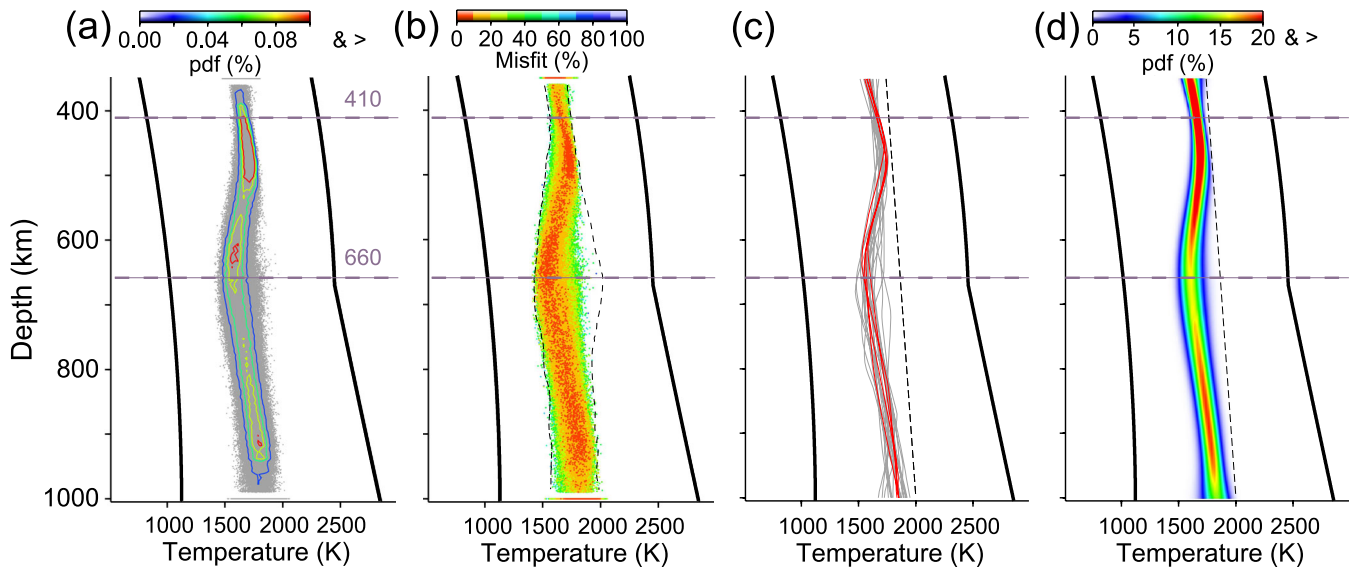 (a)
0.00 0.04 0.08 & >
pdf (%)
(b)
0 20 40 60 80 100
Misfit (%)
(c)
(d)
0 5 10 15 20 & >
pdf (%)
410
660
Depth (km)
400
600
800
1000
1000 1500 2000 2500
Temperature (K)
1000 1500 2000 2500
Temperature (K)
1000 1500 2000 2500
Temperature (K)
1000 1500 2000 2500
Temperature (K)